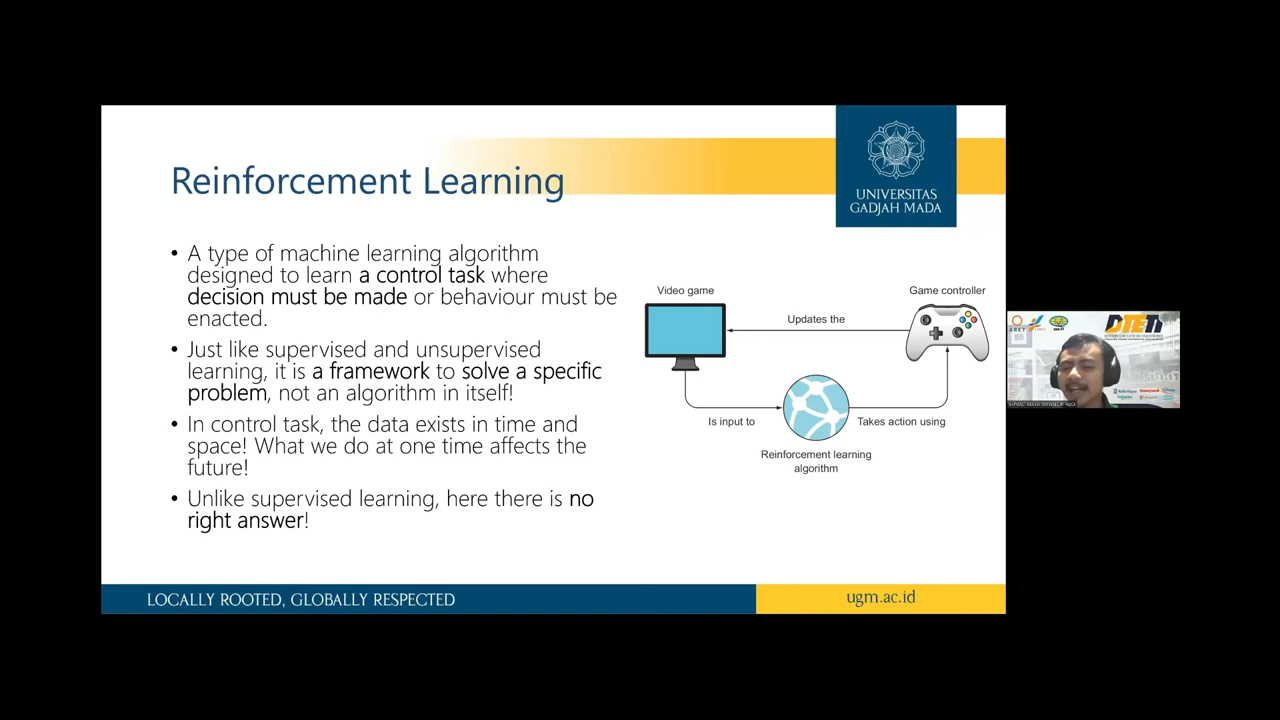 Reinforcement Learning
UNIVERSITAS
GADJAH MADA
• A type of machine learning algorithm
designed to learn a control task where
decision must be made or behaviour must be
enacted.
• Just like supervised and unsupervised
learning, it is a framework to solve a specific
problem, not an algorithm in itself!
• In control task, the data exists in time and
space! What we do at one time affects the
future!
• Unlike supervised learning, here there is no
right answer!
Video game
Game controller
Updates the
Is input to
Takes action using
Reinforcement learning
algorithm
DTETI
LOCALLY ROOTED, GLOBALLY RESPECTED
ugm.ac.id